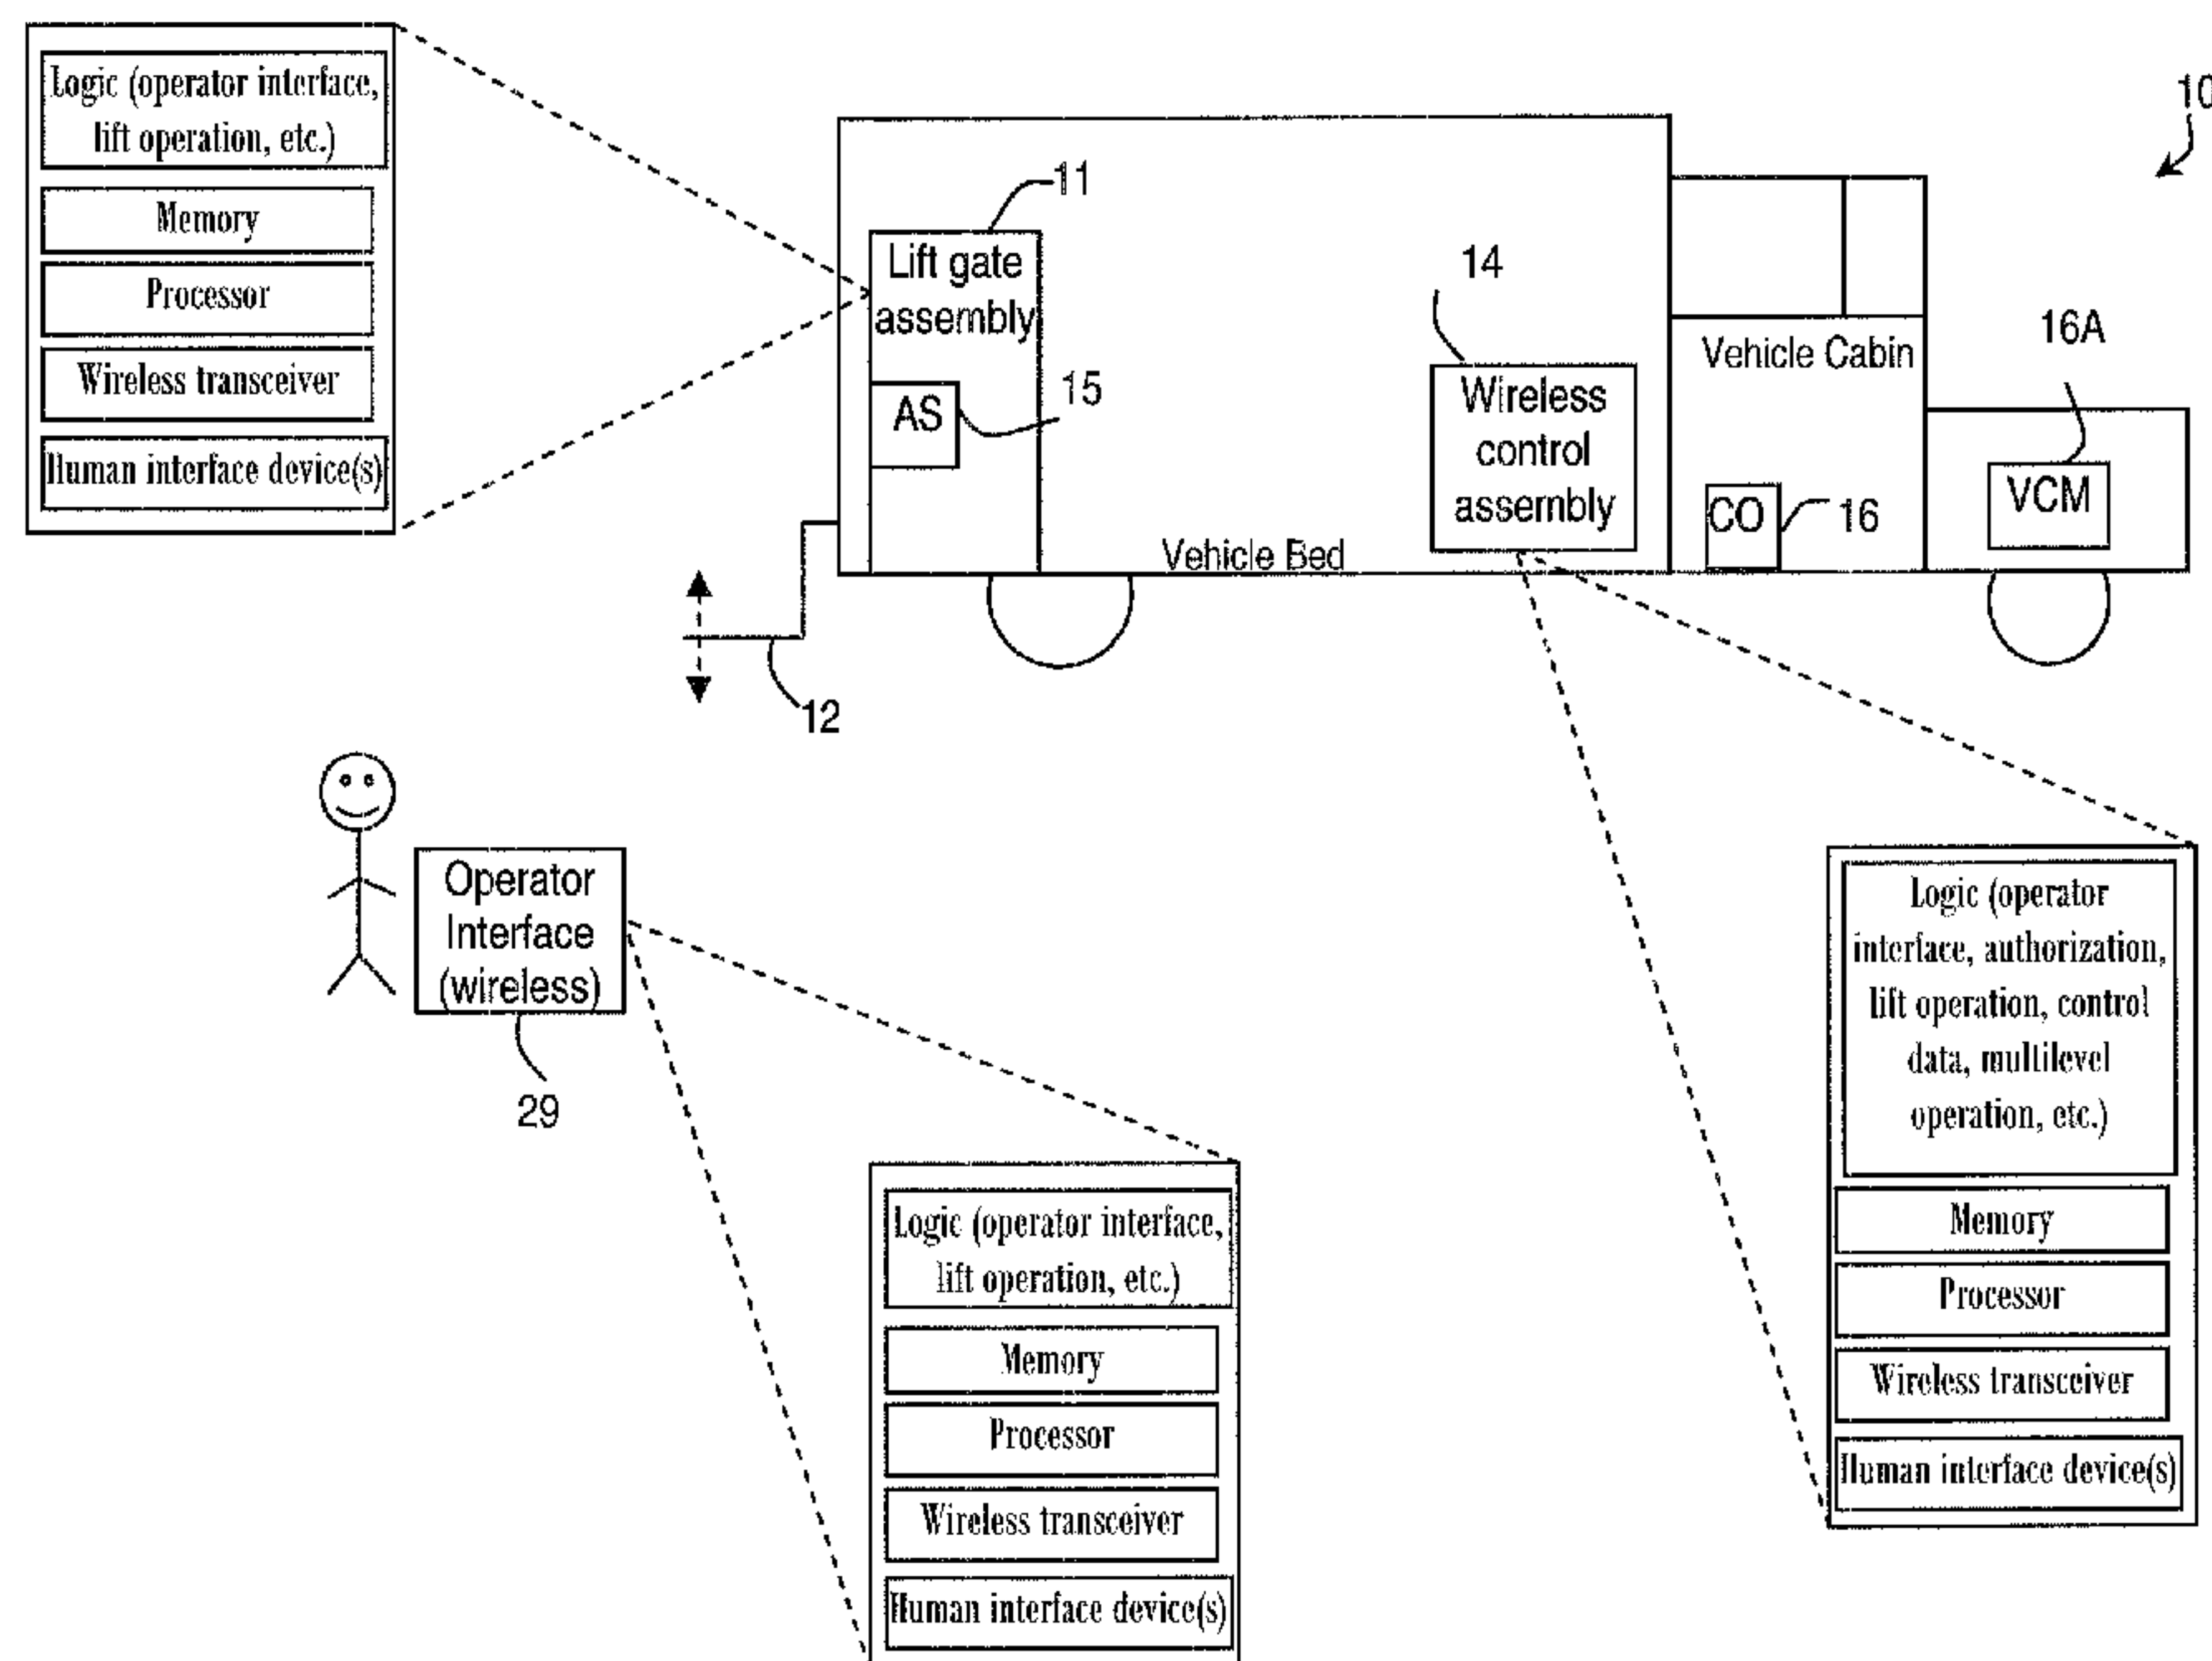 Logic (operator interface,
lift operation, etc.)
Memory
Processor
Wireless transceiver
Human interface device(s)
10
11
Lift gate
assembly
AS
15
14
Wireless
control
assembly
Vehicle Bed
Vehicle Cabin
CO
16
16A
VCM
12
Operator
Interface
(wireless)
29
Logic (operator interface,
lift operation, etc.)
Memory
Processor
Wireless transceiver
Human interface device(s)
Logic (operator
interface, authorization,
lift operation, control
data, multilevel
operation, etc.)
Memory
Processor
Wireless transceiver
Human interface device(s)